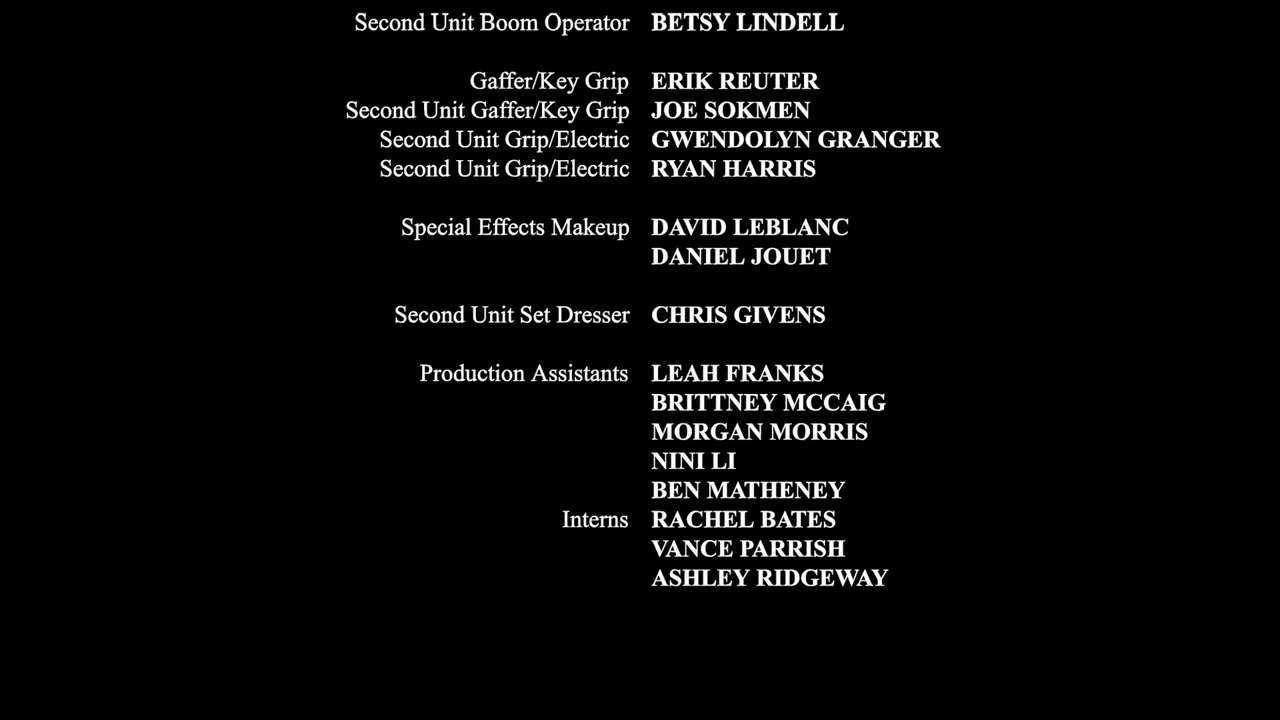 Second Unit Boom Operator BETSY LINDELL
Gaffer/Key Grip ERIK REUTER
Second Unit Gaffer/Key Grip JOE SOKMEN
Second Unit Grip/Electric GWENDOLYN GRANGER
Second Unit Grip/Electric RYAN HARRIS
Special Effects Makeup DAVID LEBLANC
DANIEL JOUET
Second Unit Set Dresser CHRIS GIVENS
Production Assistants LEAH FRANKS
BRITTNEY MCCAIG
MORGAN MORRIS
NINI LI
BEN MATHENEY
Interns RACHEL BATES
VANCE PARRISH
ASHLEY RIDGEWAY